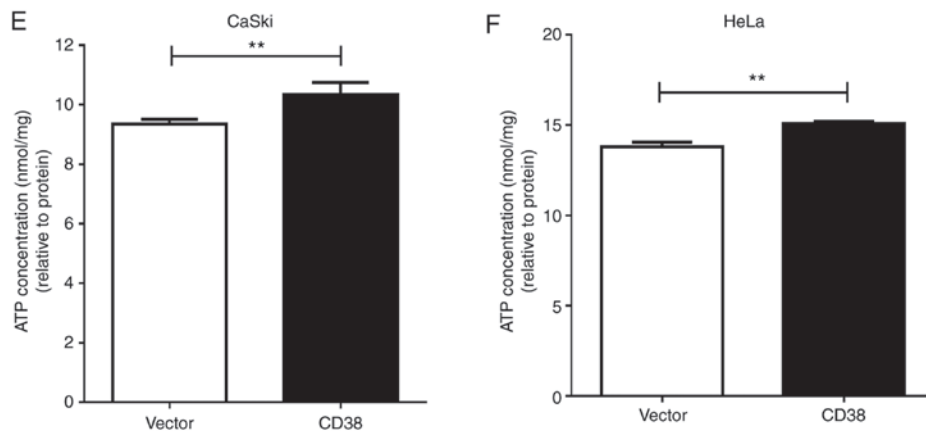 E
CaSki
**
12
10
8
6
4
2
0
ATP concentration (nmol/mg)
(relative to protein)
Vector
CD38
F
HeLa
**
20
15
10
5
0
ATP concentration (nmol/mg)
(relative to protein)
Vector
CD38